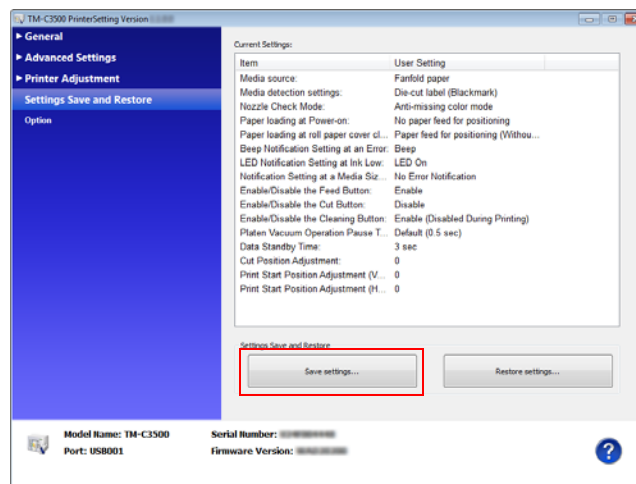 TM-C3500 PrinterSetting Version
General
Advanced Settings
Printer Adjustment
Settings Save and Restore
Option
Current Settings:
Item User Setting
Media source: Fanfold paper
Media detection settings: Die-cut label (Blackmark)
Nozzle Check Mode: Anti-missing color mode
Paper loading at Power-on: No paper feed for positioning
Paper loading at roll paper cover cl... Paper feed for positioning (Withou...
Beep Notification Setting at an Error: Beep
LED Notification Setting at Ink Low: LED On
Notification Setting at a Media Siz... No Error Notification
Enable/Disable the Feed Button: Enable
Enable/Disable the Cut Button: Disable
Enable/Disable the Cleaning Button: Enable (Disabled During Printing)
Platen Vacuum Operation Pause T... Default (0.5 sec)
Data Standby Time: 3 sec
Cut Position Adjustment: 0
Print Start Position Adjustment (V... 0
Print Start Position Adjustment (H... 0
Settings Save and Restore
Save settings...
Restore settings...
Model Name: TM-C3500 Serial Number:
Port: USB001 Firmware Version:
?